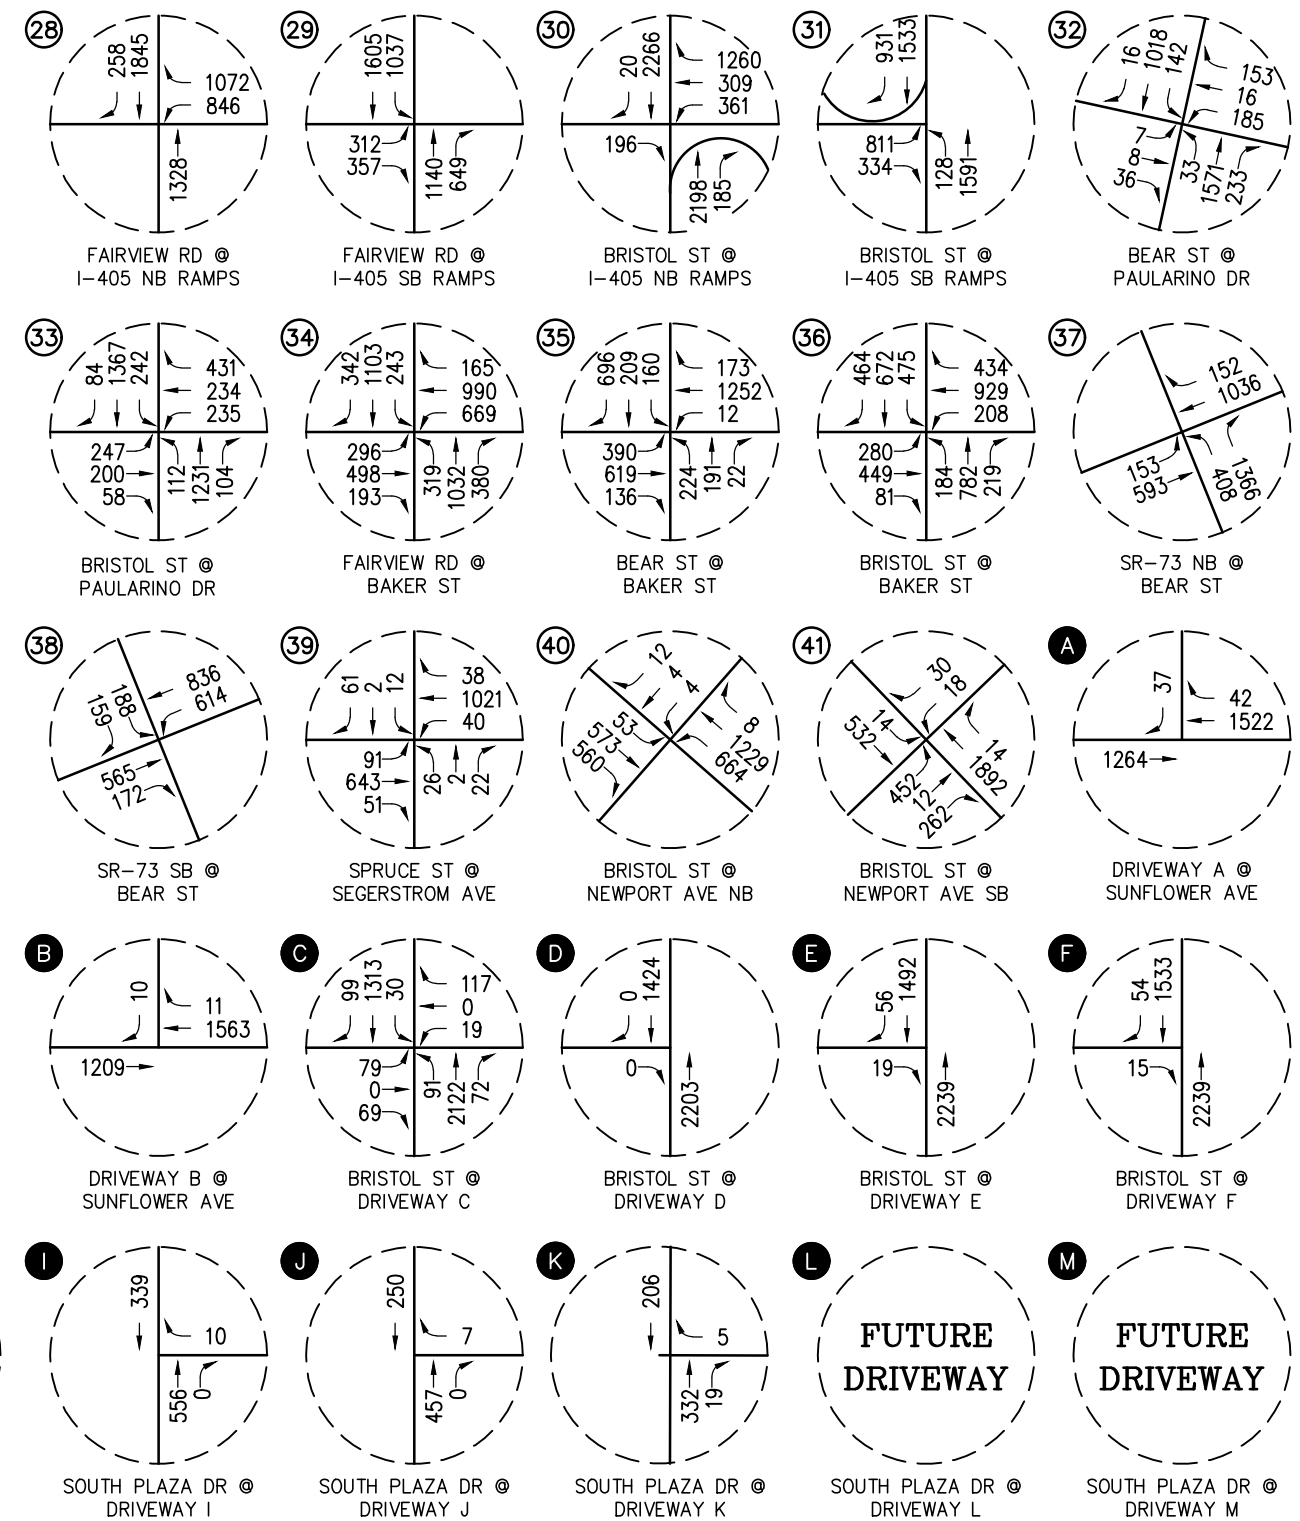 28
258
1845
1072
846
1328
FAIRVIEW RD @
I-405 NB RAMPS
29
1605
1037
312
357
1140
649
FAIRVIEW RD @
I-405 SB RAMPS
30
20
2266
1260
309
361
196
2198
185
BRISTOL ST @
I-405 NB RAMPS
31
931
1533
811
334
128
1591
BRISTOL ST @
I-405 SB RAMPS
32
16
1018
142
153
16
185
7
8
36
33
1571
233
BEAR ST @
PAULARINO DR
33
84
1367
242
431
234
235
247
200
58
112
1231
104
BRISTOL ST @
PAULARINO DR
34
342
1103
243
165
990
669
296
498
193
319
1032
380
FAIRVIEW RD @
BAKER ST
35
696
209
160
173
1252
12
390
619
136
224
191
22
BEAR ST @
BAKER ST
36
464
672
475
434
929
208
280
449
81
184
782
219
BRISTOL ST @
BAKER ST
37
152
1036
153
593
408
1366
SR-73 NB @
BEAR ST
38
159
188
836
614
565
172
SR-73 SB @
BEAR ST
39
61
2
12
38
1021
40
91
643
51
26
2
22
SPRUCE ST @
SEGERSTROM AVE
40
12
4
4
53
573
560
8
1229
664
BRISTOL ST @
NEWPORT AVE NB
41
30
18
14
532
14
1892
452
12
262
BRISTOL ST @
NEWPORT AVE SB
A
37
42
1522
1264
DRIVEWAY A @
SUNFLOWER AVE
B
10
11
1563
1209
DRIVEWAY B @
SUNFLOWER AVE
C
99
1313
30
117
0
19
79
0
69
91
2122
72
BRISTOL ST @
DRIVEWAY C
D
0
1424
0
2203
BRISTOL ST @
DRIVEWAY D
E
56
1492
19
2239
BRISTOL ST @
DRIVEWAY E
F
54
1533
15
2239
BRISTOL ST @
DRIVEWAY F
I
339
10
556
0
SOUTH PLAZA DR @
DRIVEWAY I
J
250
7
457
0
SOUTH PLAZA DR @
DRIVEWAY J
K
206
5
332
19
SOUTH PLAZA DR @
DRIVEWAY K
L
FUTURE
DRIVEWAY
SOUTH PLAZA DR @
DRIVEWAY L
M
FUTURE
DRIVEWAY
SOUTH PLAZA DR @
DRIVEWAY M